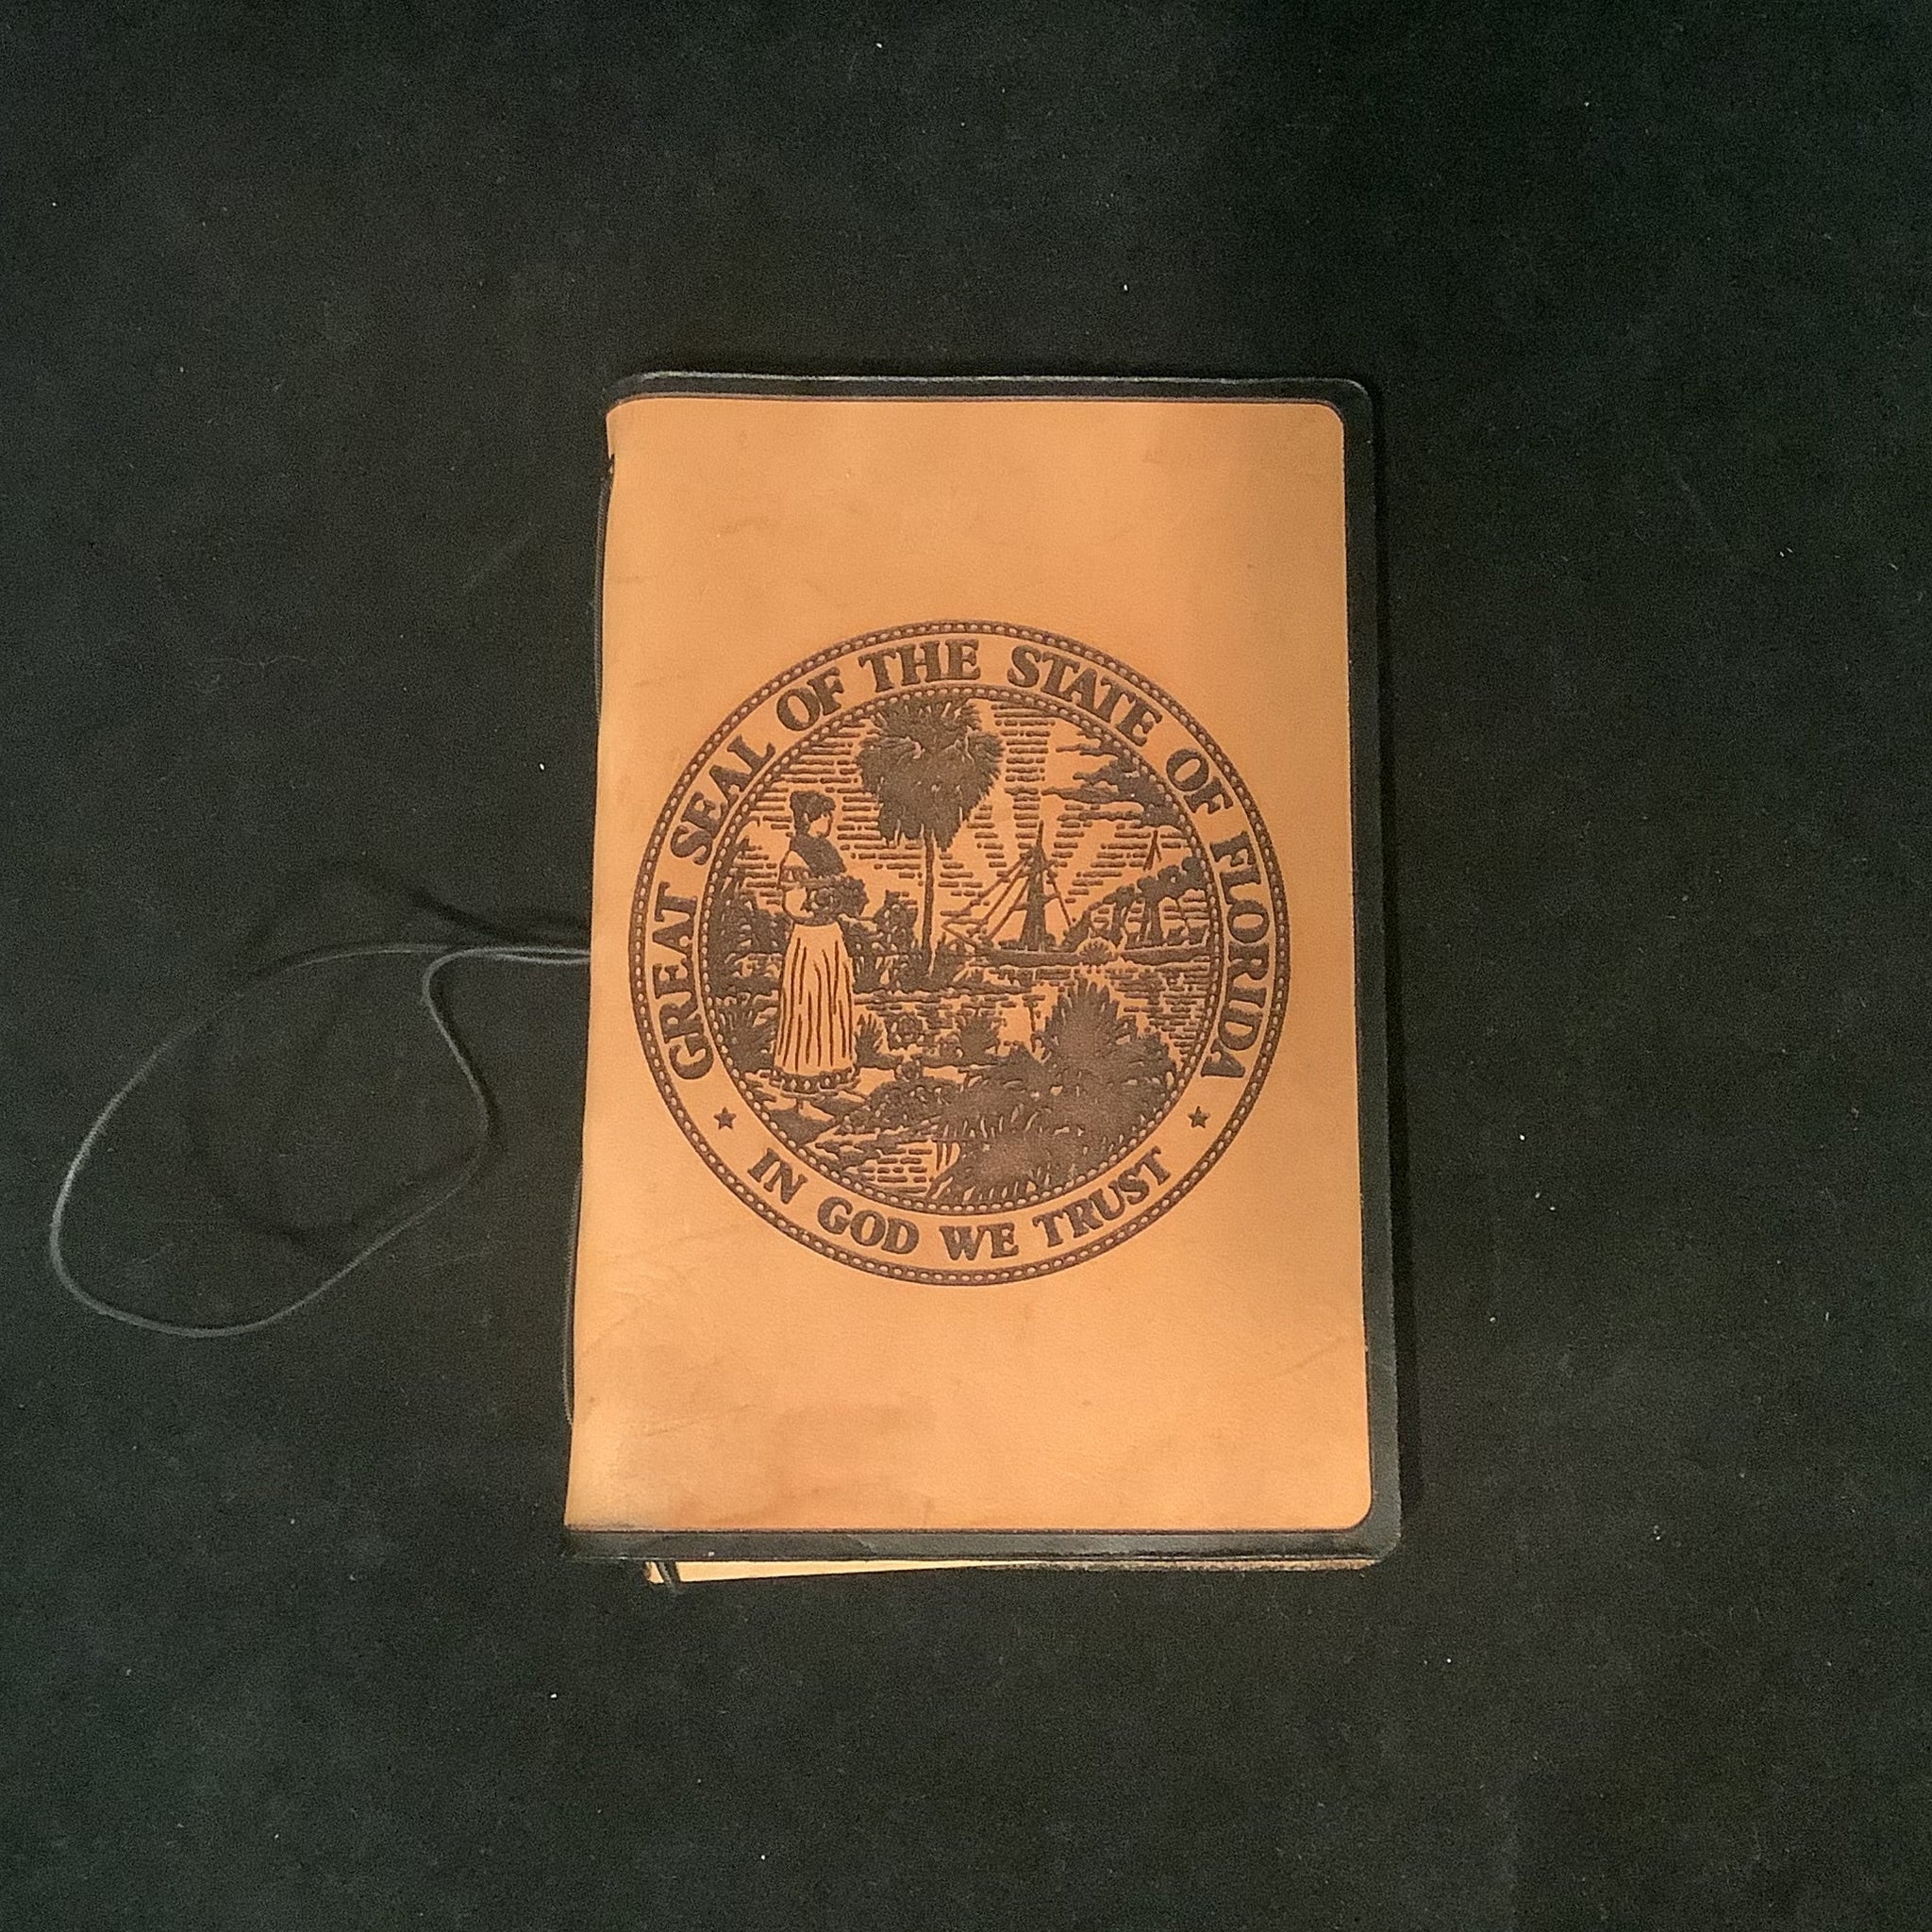 GREAT SEAL OF THE STATE OF FLORIDA
IN GOD WE TRUST